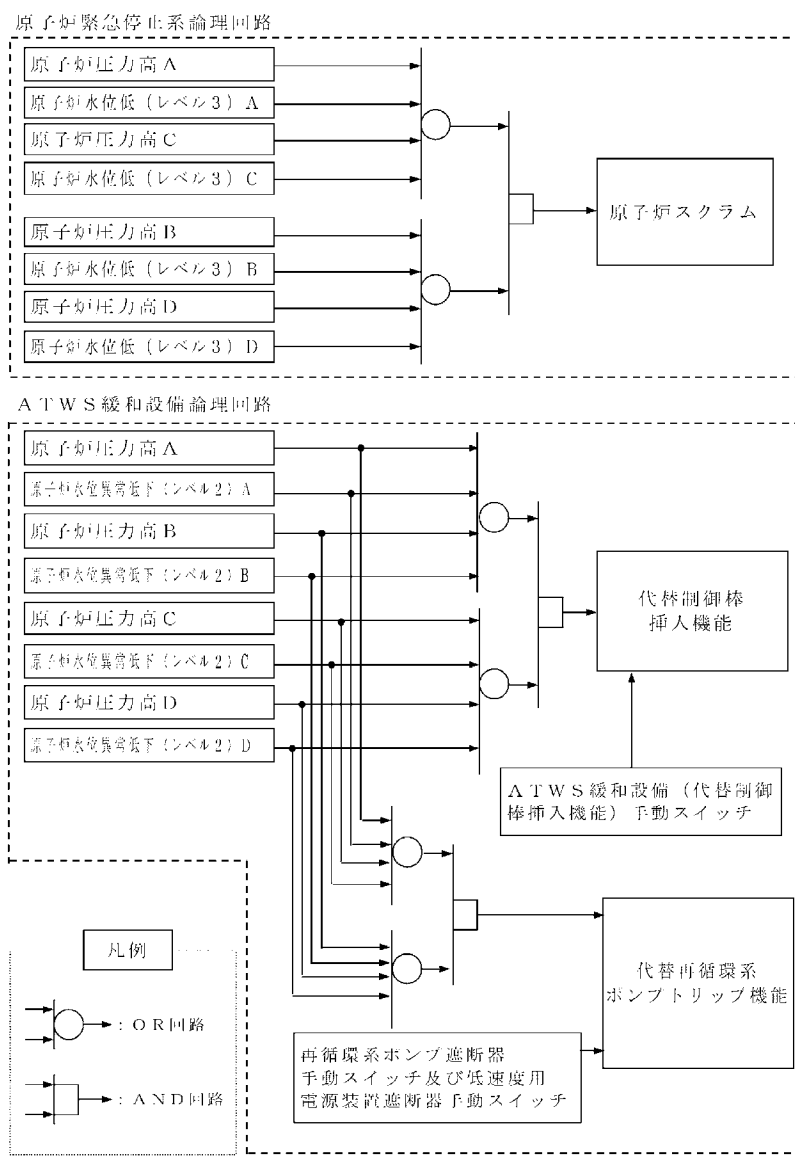 原子炉緊急停止系論理回路
原子炉圧力高A
原子炉水位低（レベル３）A
原子炉圧力高C
原子炉水位低（レベル３）C
原子炉圧力高B
原子炉水位低（レベル３）B
原子炉圧力高D
原子炉水位低（レベル３）D
原子炉スクラム
ATWS緩和設備論理回路
原子炉圧力高A
原子炉水位異常低下（レベル２）A
原子炉圧力高B
原子炉水位異常低下（レベル２）B
原子炉圧力高C
原子炉水位異常低下（レベル２）C
原子炉圧力高D
原子炉水位異常低下（レベル２）D
代替制御棒
挿入機能
ATWS緩和設備（代替制御
棒挿入機能）手動スイッチ
代替再循環系
ポンプトリップ機能
再循環系ポンプ遮断器
手動スイッチ及び低速度用
電源装置遮断器手動スイッチ
凡例
：OR回路
：AND回路